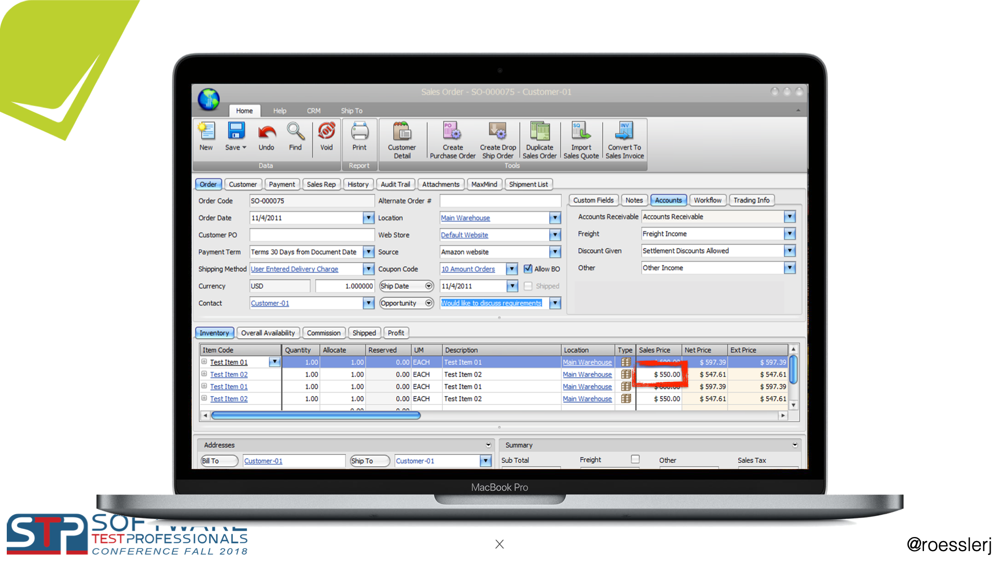 Sales Order - SO-000075 - Customer-01
Home Help CRM Ship To
New Save Undo Find Void Print Customer Detail Create Purchase Order Create Drop Ship Order Duplicate Sales Order Import Sales Quote Convert To Sales Invoice
PO SQ INV
Data Report Tools
Order Customer Payment Sales Rep History Audit Trail Attachments MaxMind Shipment List
Order Code SO-000075 Alternate Order #
Order Date 11/4/2011 Location Main Warehouse
Customer PO Web Store Default Website
Payment Term Terms 30 Days from Document Date Source Amazon website
Shipping Method User Entered Delivery Charge Coupon Code 10 Amount Orders Allow BO
Currency USD 1.000000 Ship Date 11/4/2011 Shipped
Contact Customer-01 Opportunity Would like to discuss requirements
Custom Fields Notes Accounts Workflow Trading Info
Accounts Receivable Accounts Receivable
Freight Freight Income
Discount Given Settlement Discounts Allowed
Other Other Income
Inventory Overall Availability Commission Shipped Profit
Item Code Quantity Allocate Reserved UM Description Location Type Sales Price Net Price Ext Price
Test Item 01 1.00 1.00 0.00 EACH Test Item 01 Main Warehouse $ 597.39 $ 597.39
Test Item 02 1.00 1.00 0.00 EACH Test Item 02 Main Warehouse $ 550.00 $ 547.61 $ 547.61
Test Item 01 1.00 1.00 0.00 EACH Test Item 01 Main Warehouse $ 600.00 $ 597.39 $ 597.39
Test Item 02 1.00 1.00 0.00 EACH Test Item 02 Main Warehouse $ 550.00 $ 547.61 $ 547.61
Addresses Summary
Bill To Customer-01 Ship To Customer-01 Sub Total Freight Other Sales Tax
MacBook Pro
STP SOFTWARE
TESTPROFESSIONALS
CONFERENCE FALL 2018
X
@roesslerj